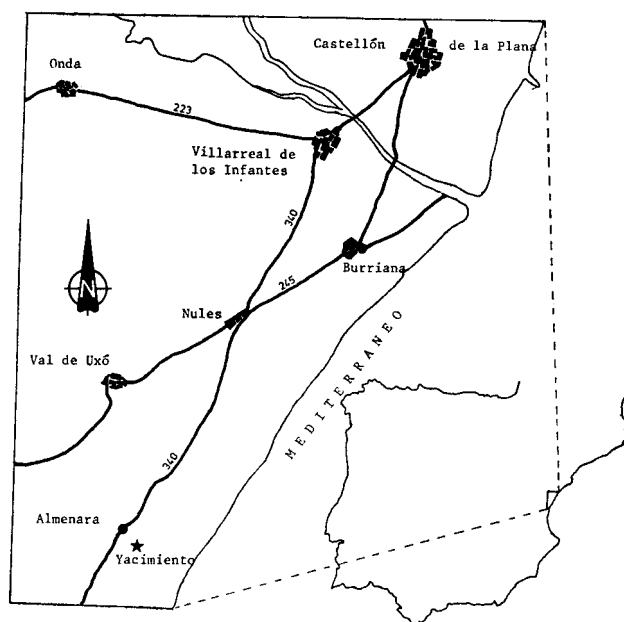 Castellón de la Plana
Onda
223
Villarreal de
los Infantes
340
Burriana
245
N
Nules
MEDITERRANEO
Val de Uxó
340
Almenara
Yacimiento